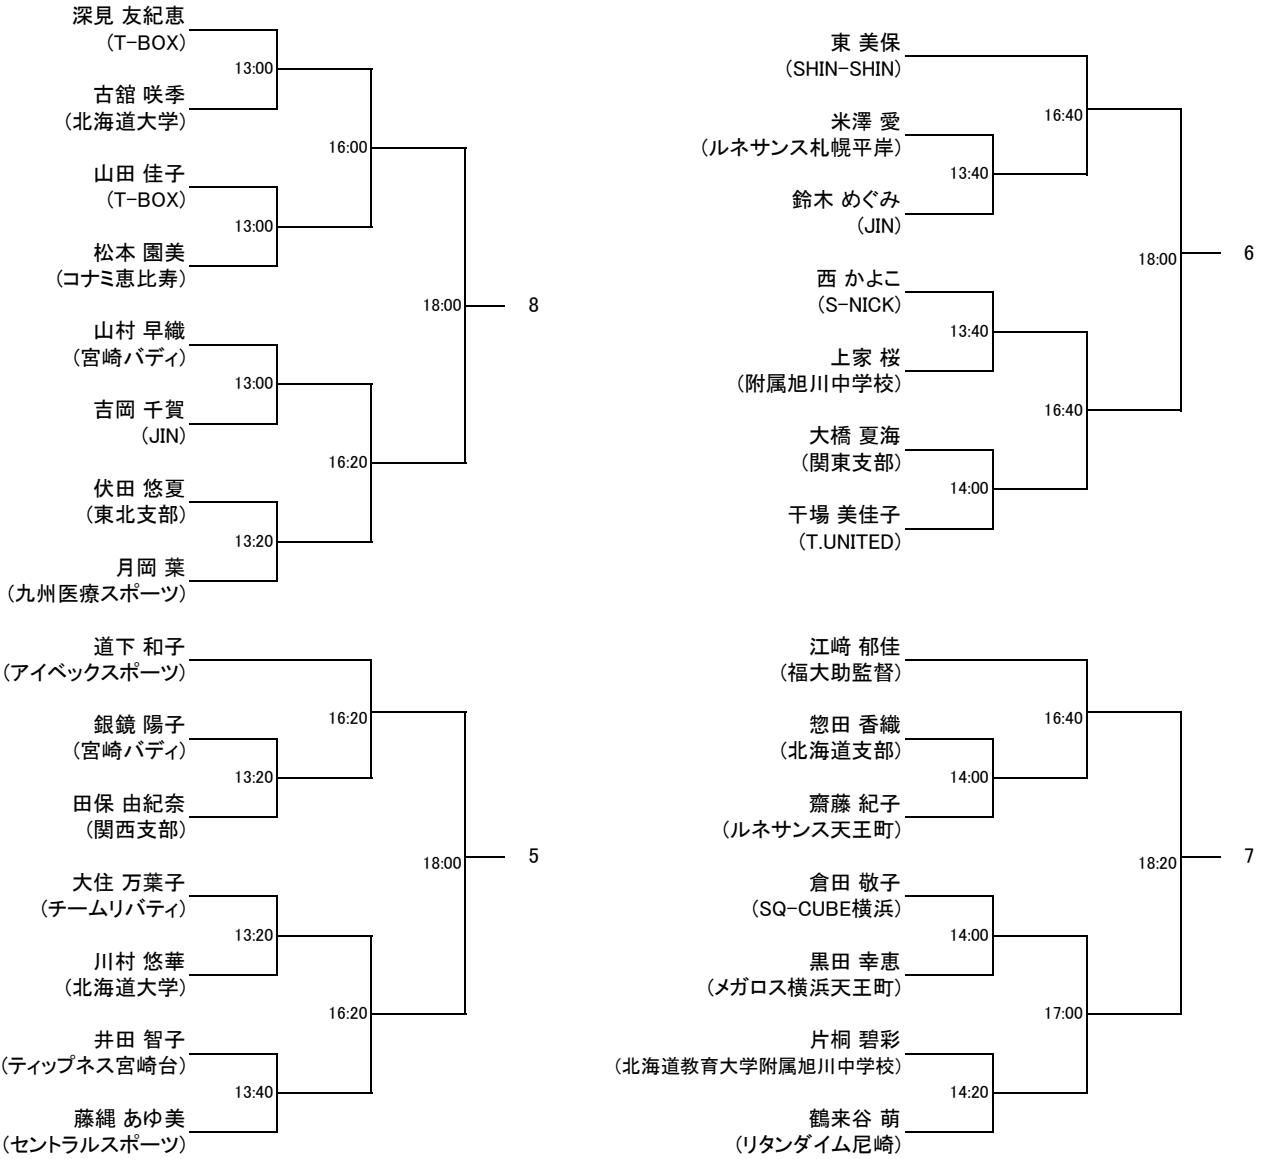 深見 友紀恵
(T-BOX)
13:00
古舘 咲季
(北海道大学)
16:00
山田 佳子
(T-BOX)
13:00
松本 園美
(コナミ恵比寿)
18:00
8
山村 早織
(宮崎バディ)
13:00
吉岡 千賀
(JIN)
16:20
伏田 悠夏
(東北支部)
13:20
月岡 葉
(九州医療スポーツ)
東 美保
(SHIN-SHIN)
16:40
米澤 愛
(ルネサンス札幌平岸)
13:40
鈴木 めぐみ
(JIN)
18:00
6
西 かよこ
(S-NICK)
13:40
上家 桜
(附属旭川中学校)
16:40
大橋 夏海
(関東支部)
14:00
干場 美佳子
(T.UNITED)
道下 和子
(アイベックスポーツ)
16:20
銀鏡 陽子
(宮崎バディ)
13:20
田保 由紀奈
(関西支部)
18:00
5
大住 万葉子
(チームリバティ)
13:20
川村 悠華
(北海道大学)
16:20
井田 智子
(ティップネス宮崎台)
13:40
藤縄 あゆ美
(セントラルスポーツ)
江﨑 郁佳
(福大助監督)
16:40
惣田 香織
(北海道支部)
14:00
齋藤 紀子
(ルネサンス天王町)
18:20
7
倉田 敬子
(SQ-CUBE横浜)
14:00
黒田 幸恵
(メガロス横浜天王町)
17:00
片桐 碧彩
(北海道教育大学附属旭川中学校)
14:20
鶴来谷 萌
(リタンダイム尼崎)